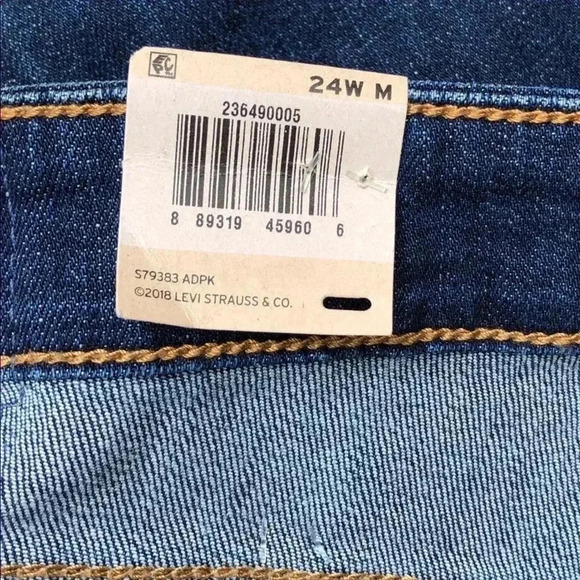 24W M
236490005
8 89319 45960 6
S79383 ADPK
©2018 LEVI STRAUSS & CO.